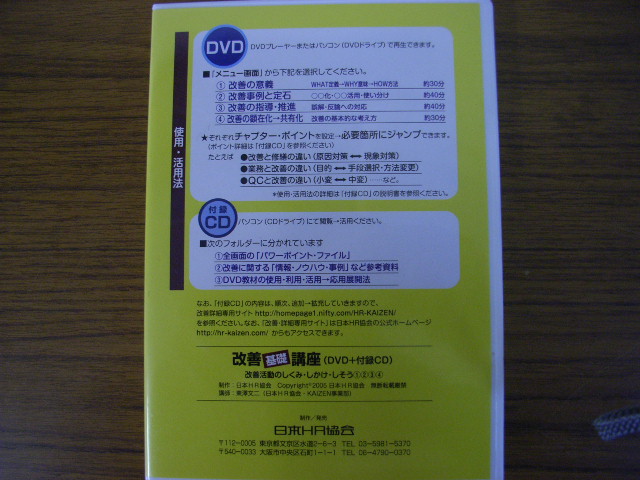 DVD DVDプレーヤーまたはパソコン（DVDドライブ）で再生できます。
使用・活用法
■「メニュー画面」から下記を選択してください。
① 改善の意義 WHAT定義→WHY意味→HOW方法 約30分
② 改善事例と定石 ○○化・○○活用・使い分け 約40分
③ 改善の指導・推進 誤解・反論への対応 約40分
④ 改善の顕在化→共有化 改善の基本的な考え方 約30分
★それぞれチャプター・ポイントを設定→必要箇所にジャンプできます。
（ポイント詳細は「付録CD」を参照ください）
たとえば ●改善と修繕の違い（原因対策⟷現象対策）
●業務と改善の違い（目的⟷手段選択・方法変更）
●QCと改善の違い（小変⟷中変）……など。
*使用・活用法の詳細は「付録CD」の説明書を参照ください。
付録CD パソコン（CDドライブ）にて閲覧→活用ください。
■次のフォルダーに分かれています
①全画面の「パワーポイント・ファイル」
②改善に関する「情報・ノウハウ・事例」など参考資料
③DVD教材の使用・利用・活用→応用展開法
なお、「付録CD」の内容は、順次、追加→拡充していきますので、
改善詳細専用サイト http://homepage1.nifty.com/HR-KAIZEN/
を参照ください。なお、「改善・詳細専用サイト」は日本HR協会の公式ホームページ
http://hr-kaizen.com/ からもアクセスできます。
改善基礎講座（DVD＋付録CD）
改善活動のしくみ・しかけ・しそう①②③④
制作：日本HR協会 Copyright©2005 日本HR協会 無断転載厳禁
講師：東澤文二（日本HR協会・KAIZEN事業部）
制作／発売
日本HR協会
〒112-0005 東京都文京区水道2-6-3 TEL 03-5981-5370
〒540-0033 大阪市中央区石町1-1-1 TEL 06-4790-0370